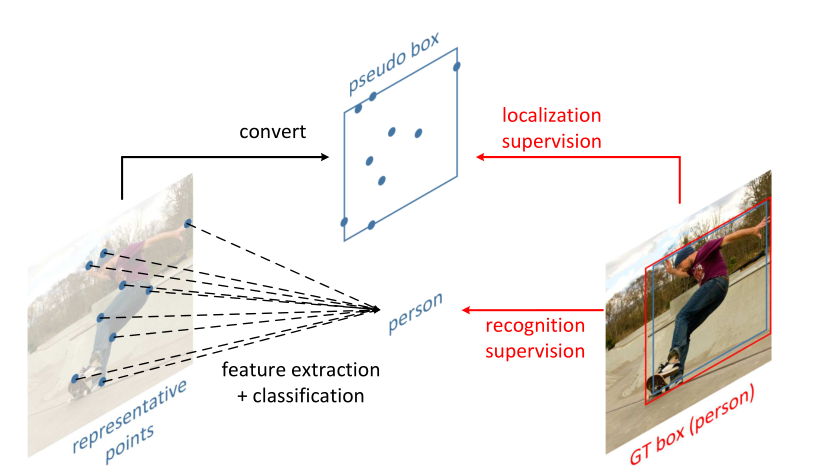 pseudo box
convert
localization
supervision
person
recognition
supervision
feature extraction
+ classification
representative
points
GT box (person)